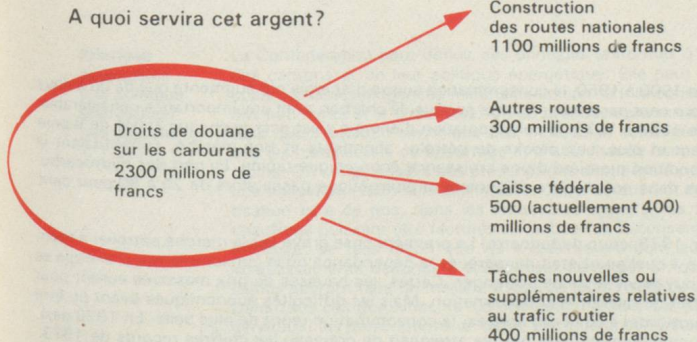 A quoi servira cet argent?
Droits de douane
sur les carburants
2300 millions de
francs
Construction
des routes nationales
1100 millions de francs
Autres routes
300 millions de francs
Caisse fédérale
500 (actuellement 400)
millions de francs
Tâches nouvelles ou
supplémentaires relatives
au trafic routier
400 millions de francs